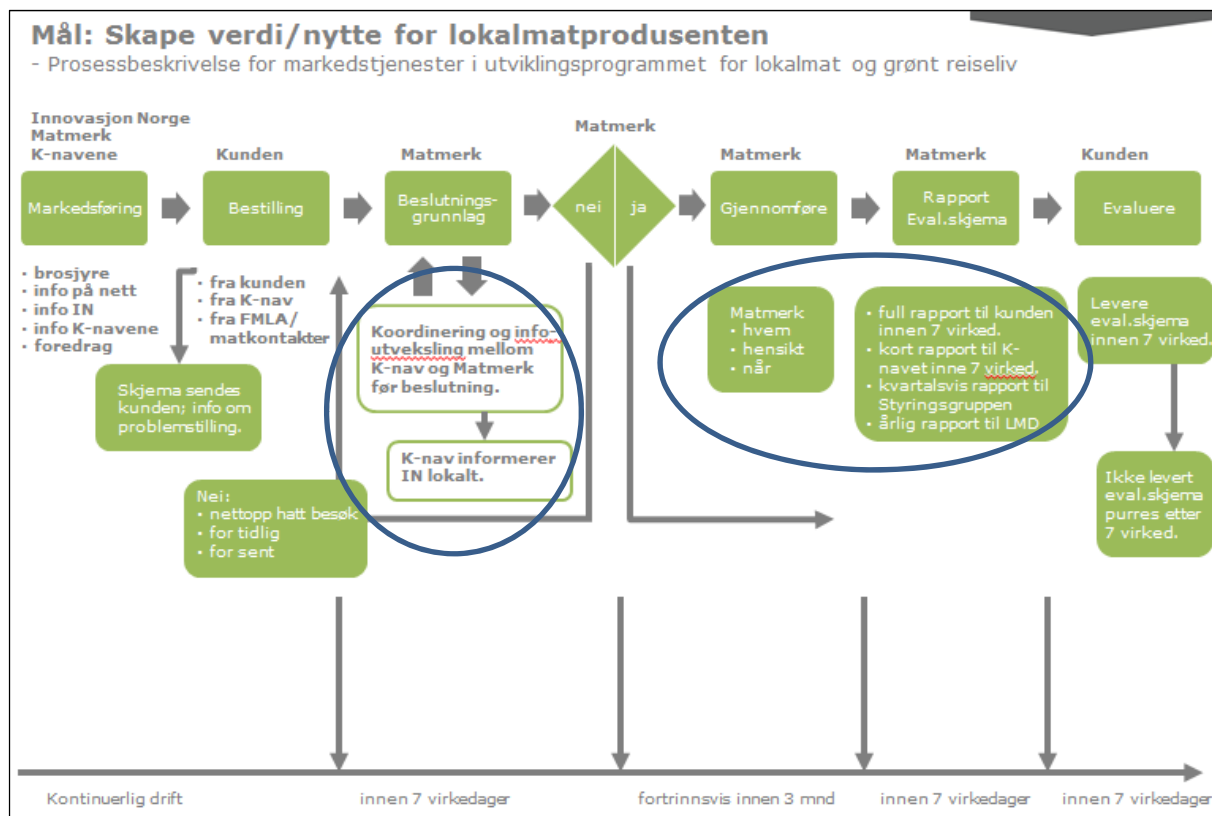 Mål: Skape verdi/nytte for lokalmatprodusenten
- Prosessbeskrivelse for markedstjenester i utviklingsprogrammet for lokalmat og grønt reiseliv
Innovasjon Norge
Matmerk
K-navene
Kunden
Matmerk
Matmerk
Matmerk
Matmerk
Kunden
Markedsføring
Bestilling
Beslutnings-
grunnlag
nei
ja
Gjennomføre
Rapport
Eval.skjema
Evaluere
• brosjyre
• info på nett
• info IN
• info K-navene
• foredrag
• fra kunden
• fra K-nav
• fra FMLA/
matkontakter
Skjema sendes
kunden; info om
problemstilling.
Koordinering og info-
utveksling mellom
K-nav og Matmerk
før beslutning.
K-nav informerer
IN lokalt.
Nei:
• nettopp hatt besøk
• for tidlig
• for sent
Matmerk
• hvem
• hensikt
• når
• full rapport til kunden
innen 7 virked.
• kort rapport til K-
navet inne 7 virked.
• kvartalsvis rapport til
Styringsgruppen
• årlig rapport til LMD
Levere
eval.skjema
innen 7 virked.
Ikke levert
eval.skjema
purres etter
7 virked.
Kontinuerlig drift
innen 7 virkedager
fortrinnsvis innen 3 mnd
innen 7 virkedager
innen 7 virkedager